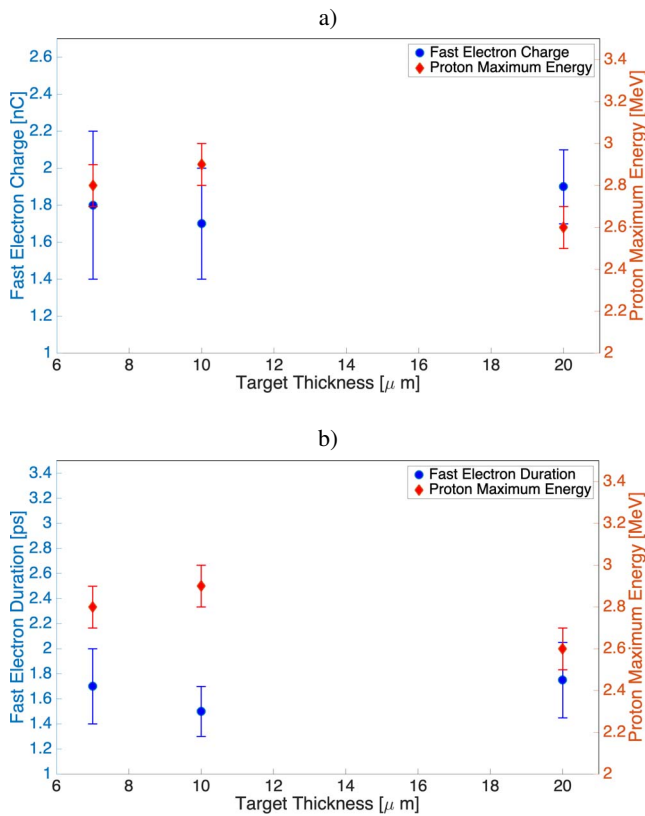 a)
Fast Electron Charge
Proton Maximum Energy
Fast Electron Charge [nC]
2.6
2.4
2.2
2
1.8
1.6
1.4
1.2
1
3.4
3.2
3
2.8
2.6
2.4
2.2
2
Proton Maximum Energy [MeV]
6 8 10 12 14 16 18 20
Target Thickness [μ m]
b)
Fast Electron Duration
Proton Maximum Energy
Fast Electron Duration [ps]
3.4
3.2
3
2.8
2.6
2.4
2.2
2
1.8
1.6
1.4
1.2
1
3.4
3.2
3
2.8
2.6
2.4
2.2
2
Proton Maximum Energy [MeV]
6 8 10 12 14 16 18 20
Target Thickness [μ m]